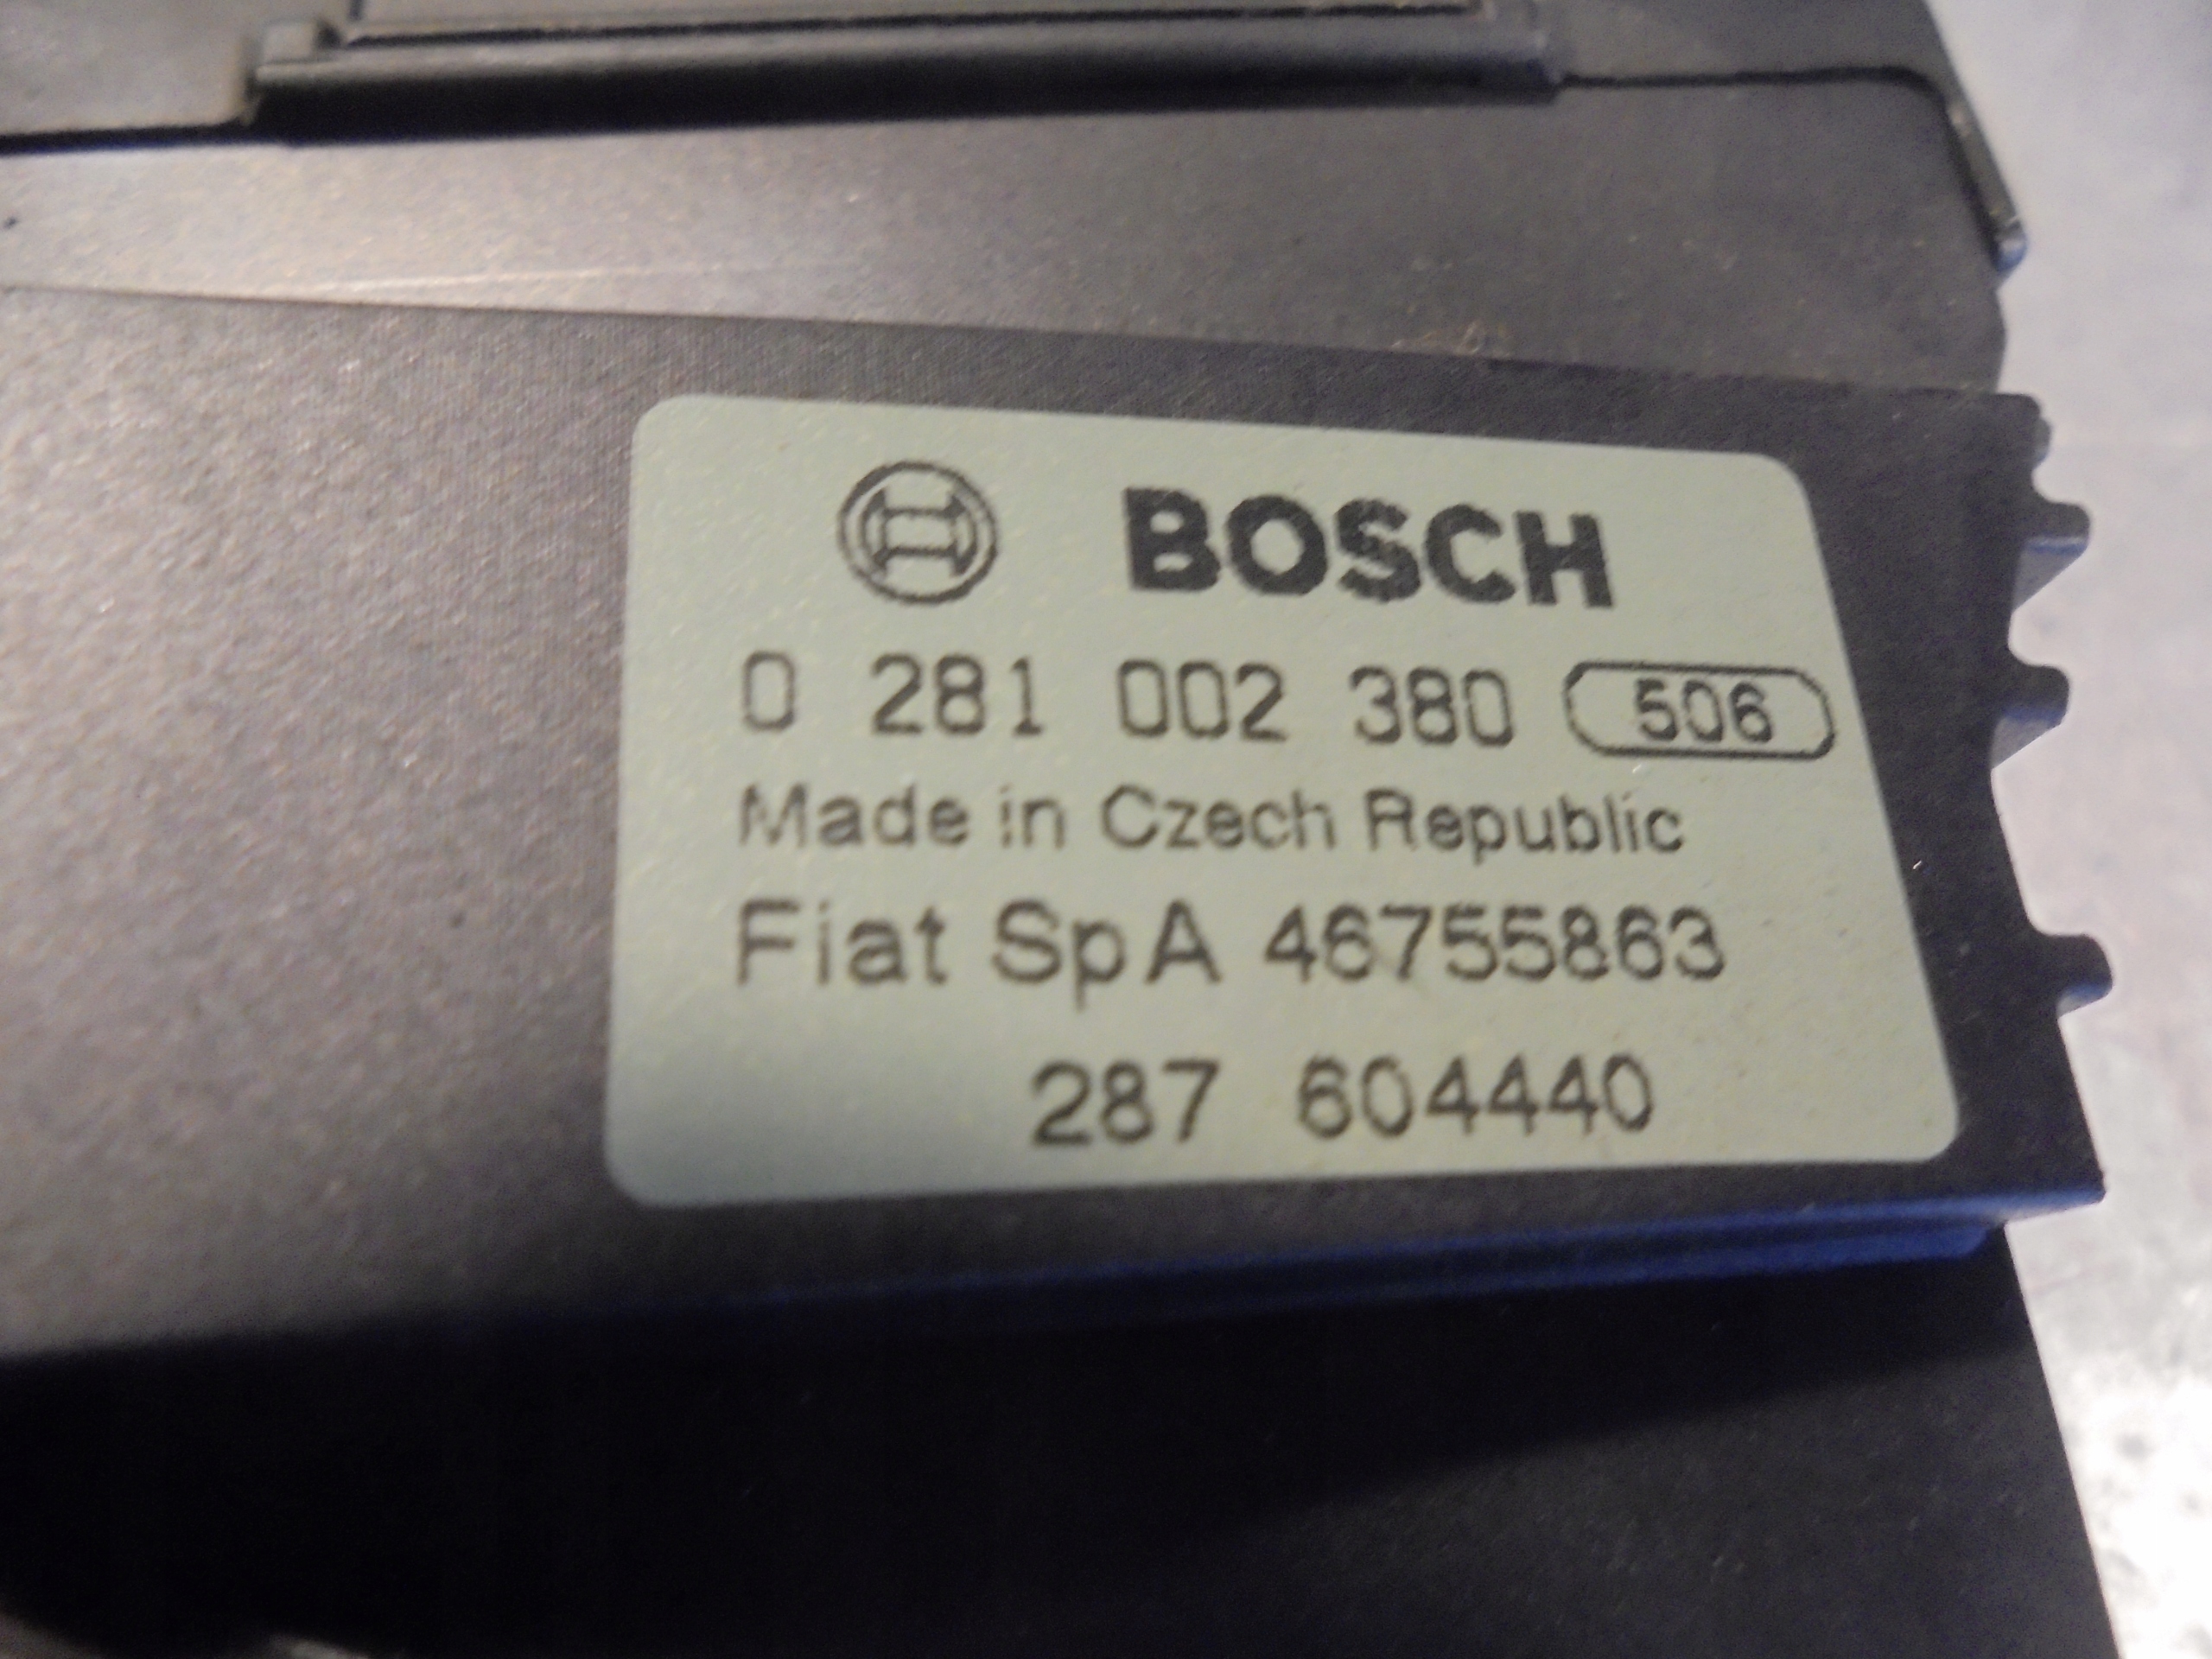 BOSCH
0 281 002 380 506
Made in Czech Republic
Fiat SpA 46755863
287 604440